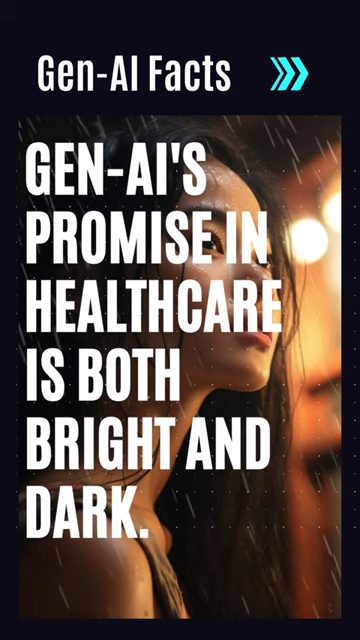 Gen-AI Facts
GEN-AI'S
PROMISE IN
HEALTHCARE
IS BOTH
BRIGHT AND
DARK.